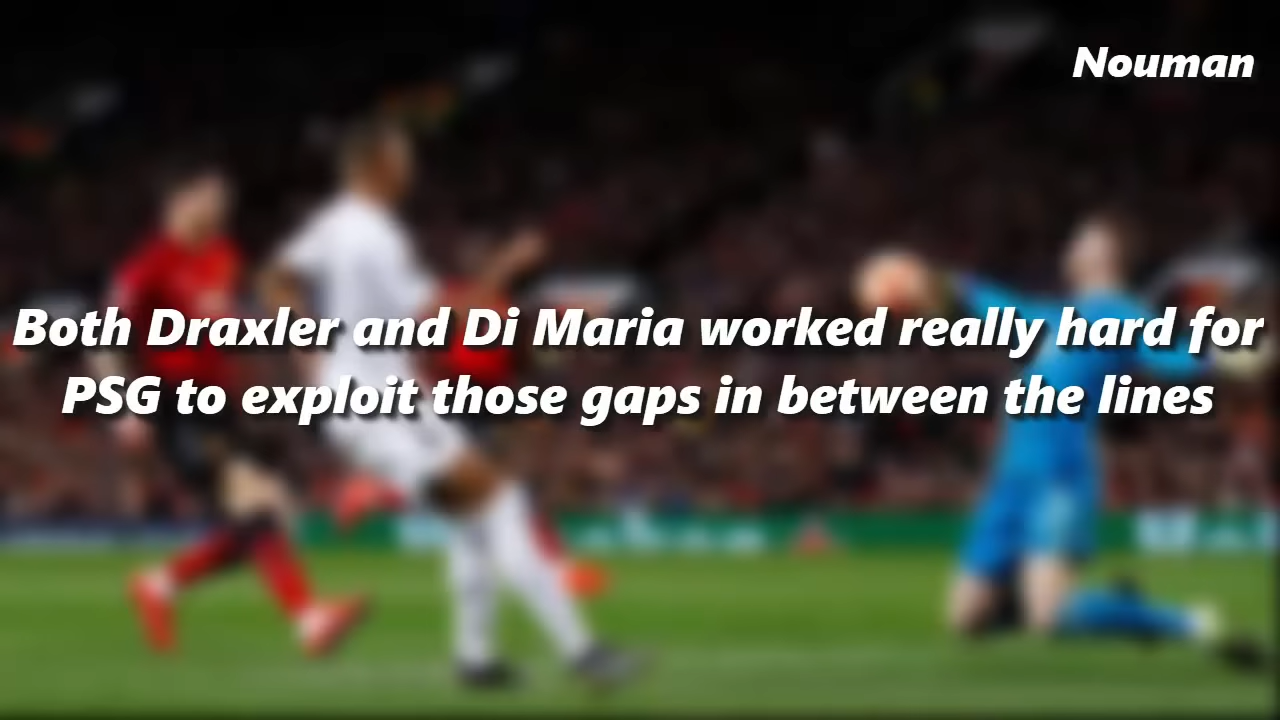 Nouman
Both Draxler and Di Maria worked really hard for
PSG to exploit those gaps in between the lines